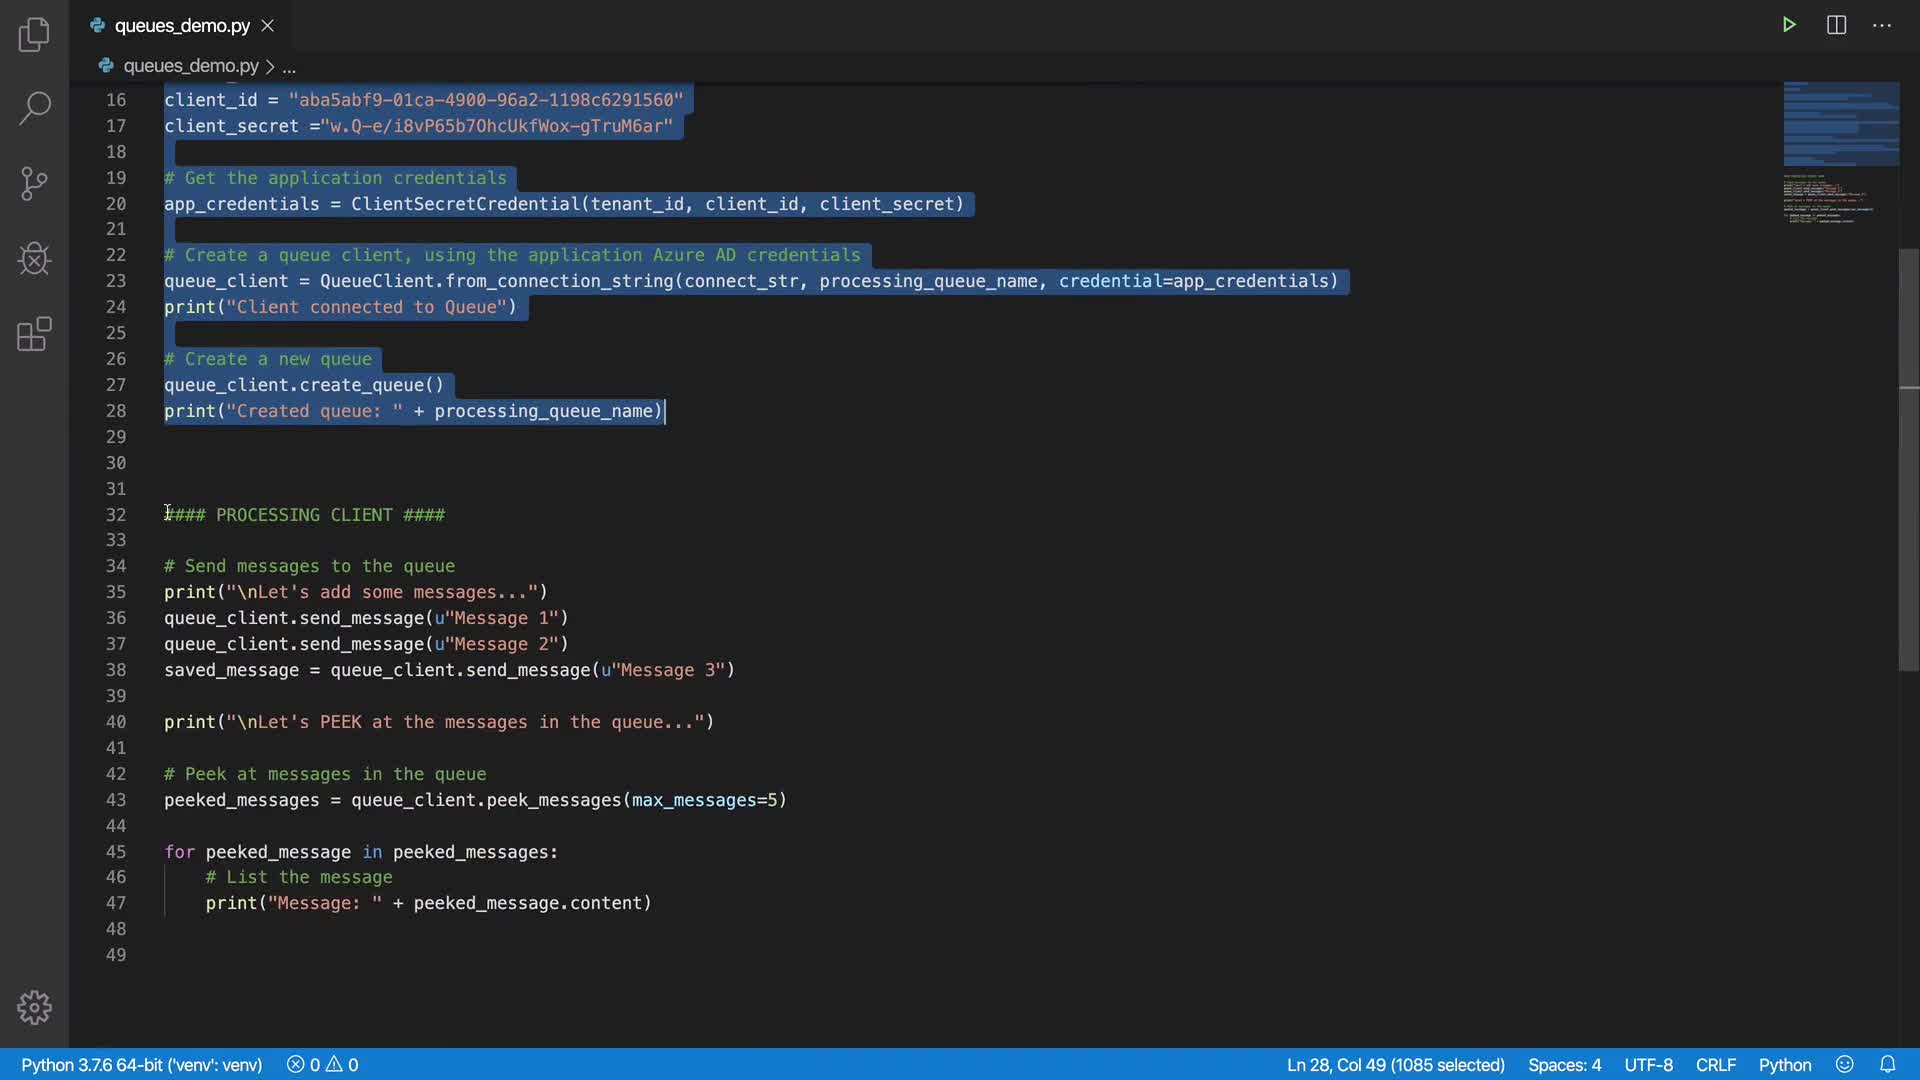 queues_demo.py
queues_demo.py > ...
16 client_id = "aba5abf9-01ca-4900-96a2-1198c6291560"
17 client_secret ="w.Q-e/i8vP65b7OhcUkfWox-gTruM6ar"
18
19 # Get the application credentials
20 app_credentials = ClientSecretCredential(tenant_id, client_id, client_secret)
21
22 # Create a queue client, using the application Azure AD credentials
23 queue_client = QueueClient.from_connection_string(connect_str, processing_queue_name, credential=app_credentials)
24 print("Client connected to Queue")
25
26 # Create a new queue
27 queue_client.create_queue()
28 print("Created queue: " + processing_queue_name)
29
30
31
32 #### PROCESSING CLIENT ####
33
34 # Send messages to the queue
35 print("\nLet's add some messages...")
36 queue_client.send_message(u"Message 1")
37 queue_client.send_message(u"Message 2")
38 saved_message = queue_client.send_message(u"Message 3")
39
40 print("\nLet's PEEK at the messages in the queue...")
41
42 # Peek at messages in the queue
43 peeked_messages = queue_client.peek_messages(max_messages=5)
44
45 for peeked_message in peeked_messages:
46     # List the message
47     print("Message: " + peeked_message.content)
48
49
Python 3.7.6 64-bit ('venv': venv) 0 0 Ln 28, Col 49 (1085 selected) Spaces: 4 UTF-8 CRLF Python